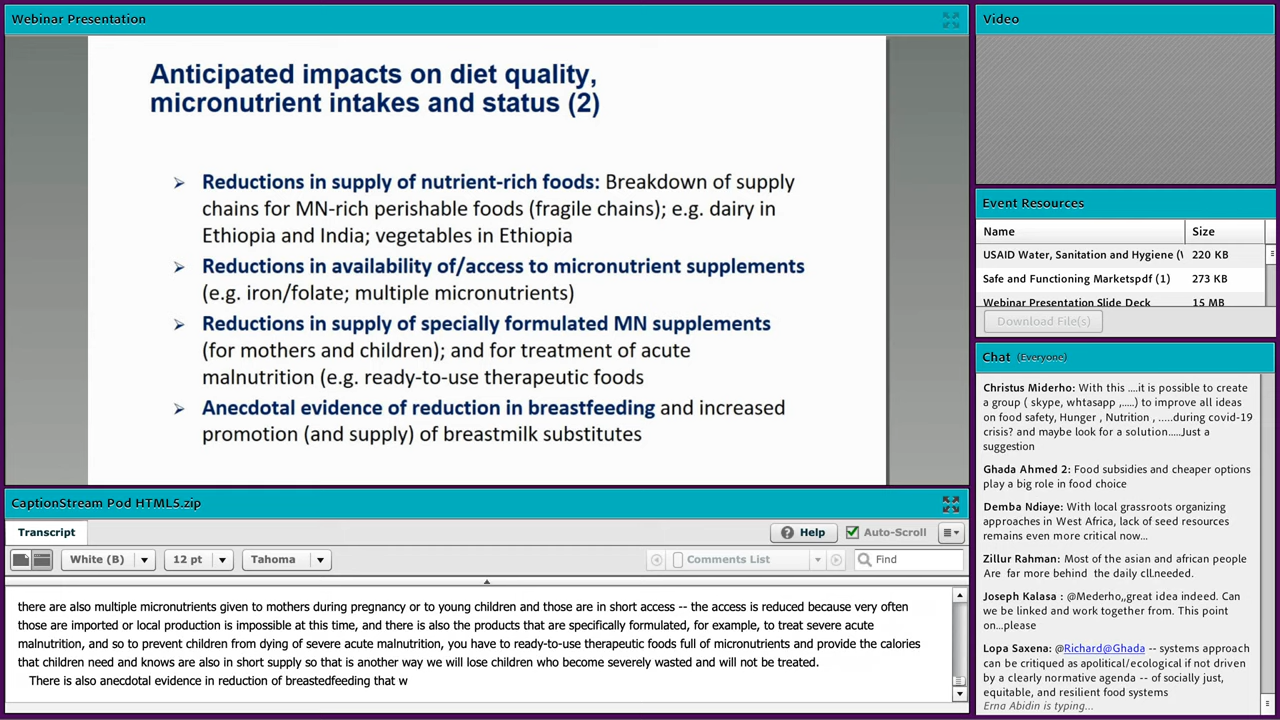 Webinar Presentation
Anticipated impacts on diet quality,
micronutrient intakes and status (2)
Reductions in supply of nutrient-rich foods: Breakdown of supply
chains for MN-rich perishable foods (fragile chains); e.g. dairy in
Ethiopia and India; vegetables in Ethiopia
Reductions in availability of/access to micronutrient supplements
(e.g. iron/folate; multiple micronutrients)
Reductions in supply of specially formulated MN supplements
(for mothers and children); and for treatment of acute
malnutrition (e.g. ready-to-use therapeutic foods
Anecdotal evidence of reduction in breastfeeding and increased
promotion (and supply) of breastmilk substitutes
CaptionStream Pod HTML5.zip
Transcript
Help
Auto-Scroll
White (B)
12 pt
Tahoma
Comments List
Find
there are also multiple micronutrients given to mothers during pregnancy or to young children and those are in short access -- the access is reduced because very often
those are imported or local production is impossible at this time, and there is also the products that are specifically formulated, for example, to treat severe acute
malnutrition, and so to prevent children from dying of severe acute malnutrition, you have to ready-to-use therapeutic foods full of micronutrients and provide the calories
that children need and knows are also in short supply so that is another way we will lose children who become severely wasted and will not be treated.
There is also anecdotal evidence in reduction of breastedfeeding that w
Video
Event Resources
Name Size
USAID Water, Sanitation and Hygiene (\ 220 KB
Safe and Functioning Marketspdf (1) 273 KB
Webinar Presentation Slide Deck 15 MB
Download File(s)
Chat (Everyone)
Christus Miderho: With this ....it is possible to create
a group ( skype, whtasapp ,.....) to improve all ideas
on food safety, Hunger , Nutrition , .....during covid-19
crisis? and maybe look for a solution.....Just a
suggestion
Ghada Ahmed 2: Food subsidies and cheaper options
play a big role in food choice
Demba Ndiaye: With local grassroots organizing
approaches in West Africa, lack of seed resources
remains even more critical now...
Zillur Rahman: Most of the asian and african people
Are far more behind the daily cll.needed.
Joseph Kalasa : @Mederho,,great idea indeed. Can
we be linked and work together from. This point
on...please
Lopa Saxena: @Richard@Ghada -- systems approach
can be critiqued as apolitical/ecological if not driven
by a clearly normative agenda -- of socially just,
equitable, and resilient food systems
Erna Abidin is typing...